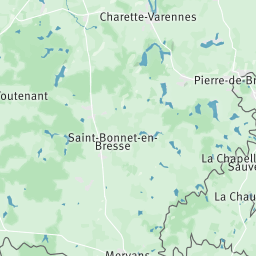 Charette-Varennes
Pierre-de-Br
outenant
Saint-Bonnet-en-
Bresse
La Chapell
Sauve
La Chau
Mervans